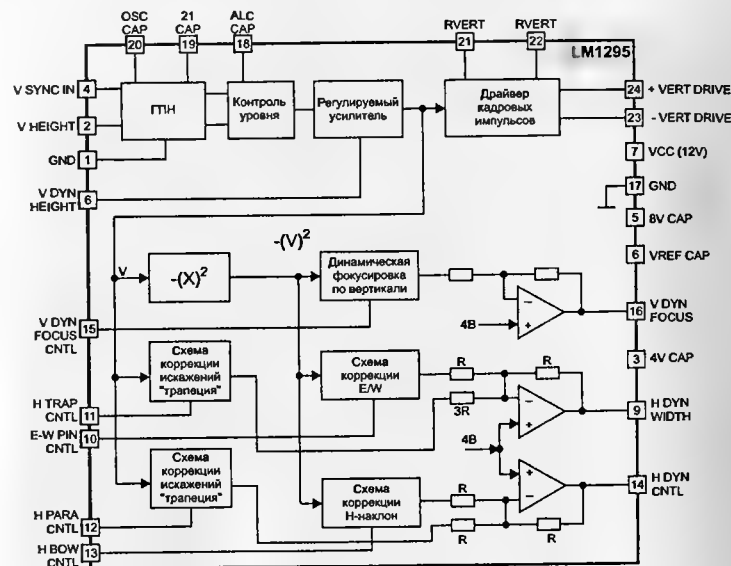 OSC
CAP
20
21
CAP
19
ALC
CAP
18
RVERT
21
RVERT
22
LM1295
V SYNC IN 4
ГПН
Контроль
уровня
Регулируемый
усилитель
Драйвер
кадровых
импульсов
24 + VERT DRIVE
V HEIGHT 2
23 - VERT DRIVE
GND 1
7 VCC (12V)
V DYN
HEIGHT
6
17 GND
5 8V CAP
6 VREF CAP
-(V)²
V
-(X)²
Динамическая
фокусировка
по вертикали
−
+
4В
16 V DYN
FOCUS
V DYN
FOCUS
CNTL
15
3 4V CAP
Схема
коррекции
искажений
"трапеция"
Схема
коррекции
E/W
R
R
3R
−
+
9 H DYN
WIDTH
H TRAP
CNTL
11
E-W PIN
CNTL
10
4В
Схема
коррекции
искажений
"трапеция"
Схема
коррекции
Н-наклон
+
−
R
R
R
14 H DYN
CNTL
H PARA
CNTL
12
H BOW
CNTL
13